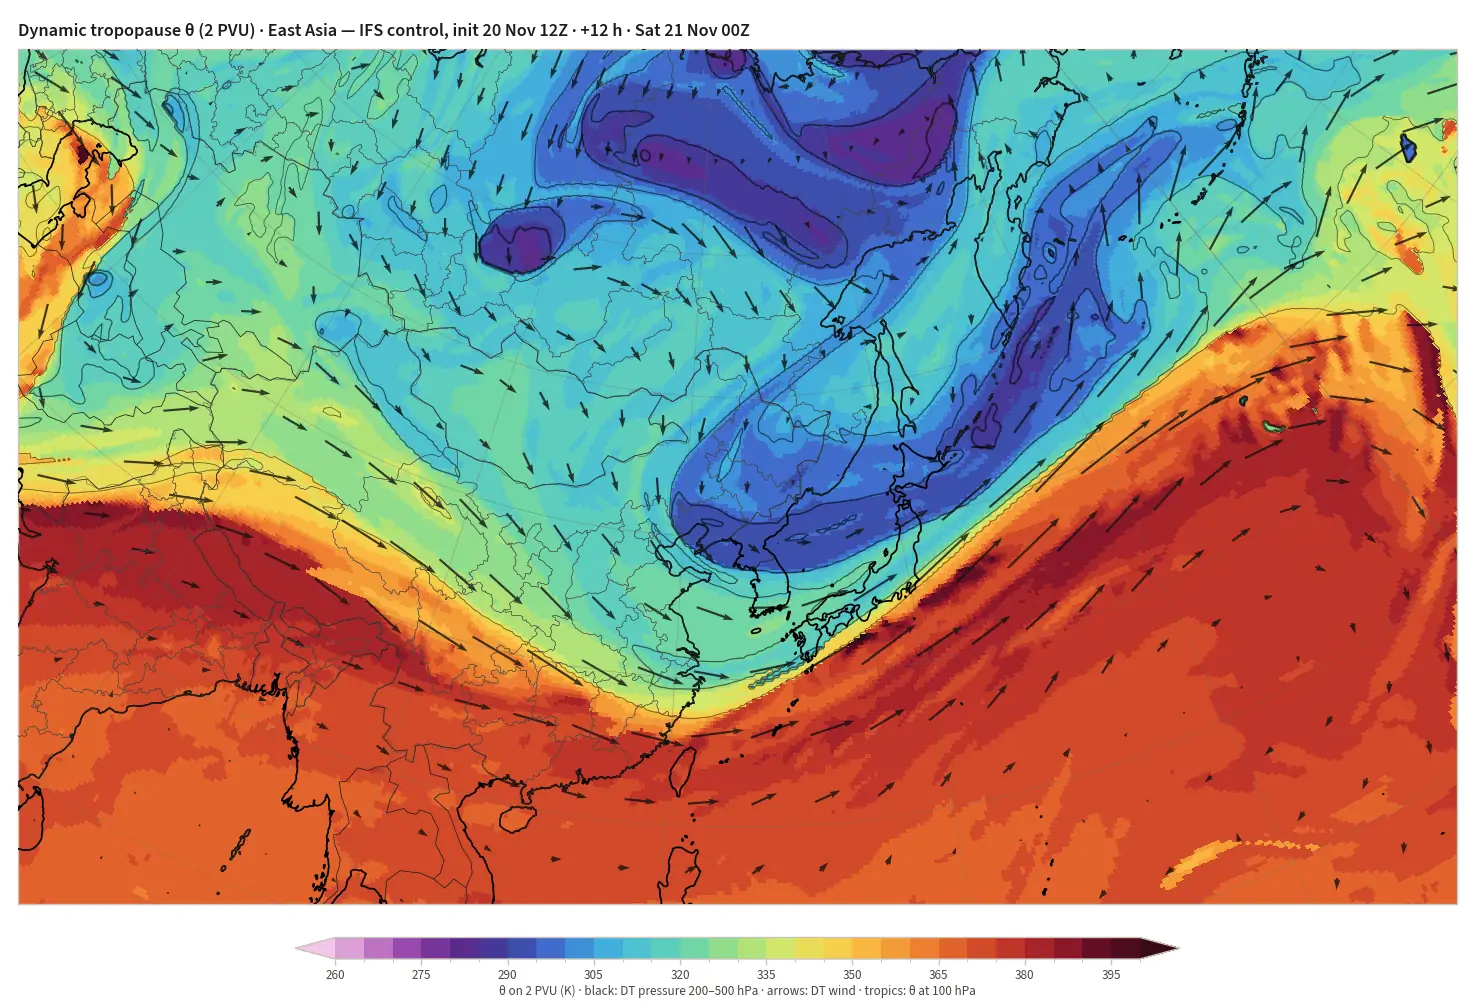 Dynamic tropopause θ (2 PVU) · East Asia — IFS control, init 20 Nov 12Z · +12 h · Sat 21 Nov 00Z
260 275 290 305 320 335 350 365 380 395
θ on 2 PVU (K) · black: DT pressure 200–500 hPa · arrows: DT wind · tropics: θ at 100 hPa